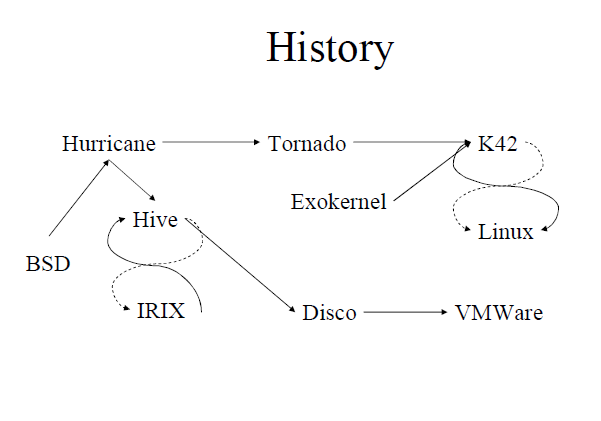 History
Hurricane
Tornado
K42
Exokernel
Hive
Linux
BSD
IRIX
Disco
VMWare